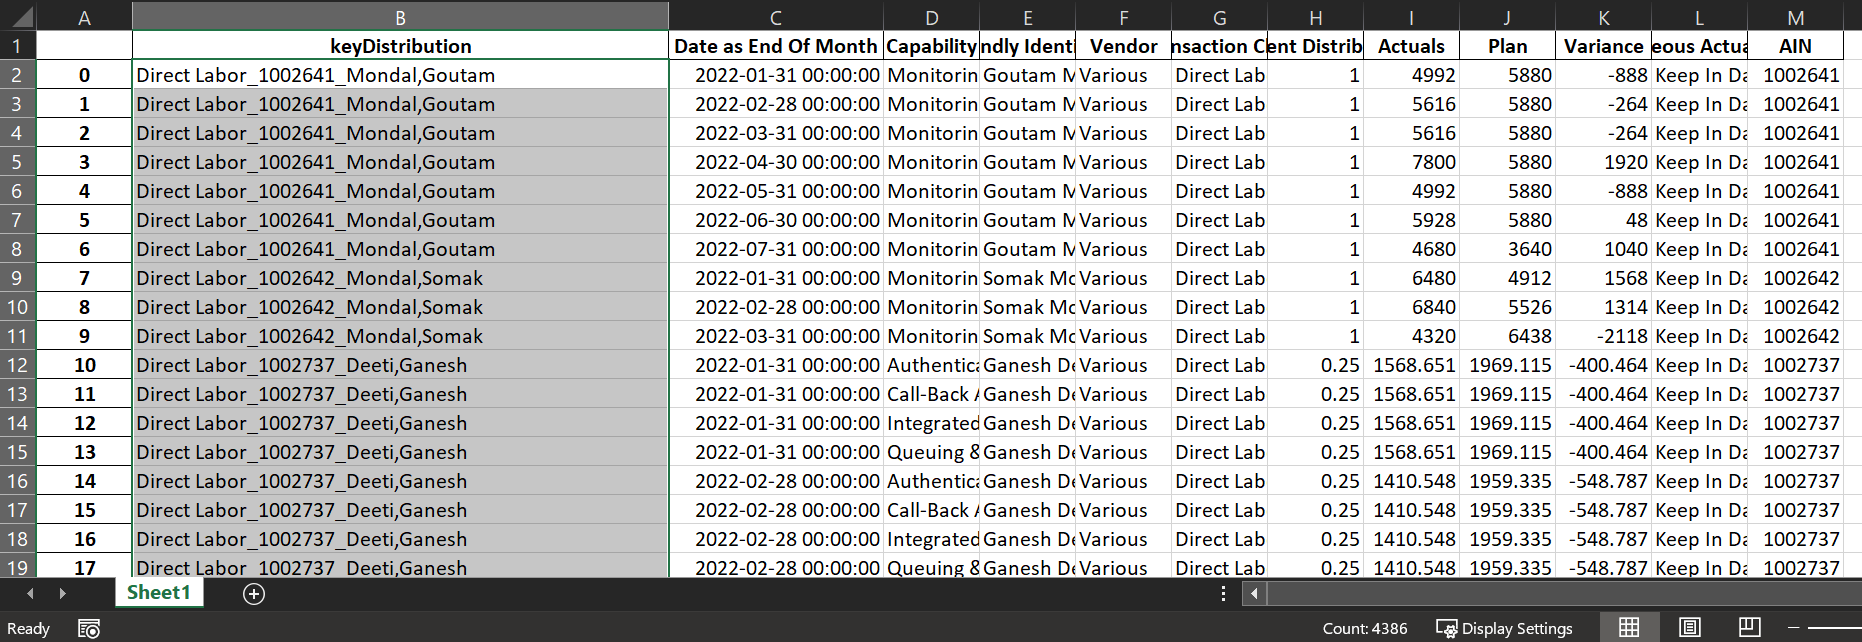 A B C D E F G H I J K L M
1 keyDistribution Date as End Of Month Capability ndly Identi Vendor nsaction Cl ent Distrib Actuals Plan Variance eous Actua AIN
2 0 Direct Labor_1002641_Mondal,Goutam 2022-01-31 00:00:00 Monitorin Goutam M Various Direct Lab 1 4992 5880 -888 Keep In Da 1002641
3 1 Direct Labor_1002641_Mondal,Goutam 2022-02-28 00:00:00 Monitorin Goutam M Various Direct Lab 1 5616 5880 -264 Keep In Da 1002641
4 2 Direct Labor_1002641_Mondal,Goutam 2022-03-31 00:00:00 Monitorin Goutam M Various Direct Lab 1 5616 5880 -264 Keep In Da 1002641
5 3 Direct Labor_1002641_Mondal,Goutam 2022-04-30 00:00:00 Monitorin Goutam M Various Direct Lab 1 7800 5880 1920 Keep In Da 1002641
6 4 Direct Labor_1002641_Mondal,Goutam 2022-05-31 00:00:00 Monitorin Goutam M Various Direct Lab 1 4992 5880 -888 Keep In Da 1002641
7 5 Direct Labor_1002641_Mondal,Goutam 2022-06-30 00:00:00 Monitorin Goutam M Various Direct Lab 1 5928 5880 48 Keep In Da 1002641
8 6 Direct Labor_1002641_Mondal,Goutam 2022-07-31 00:00:00 Monitorin Goutam M Various Direct Lab 1 4680 3640 1040 Keep In Da 1002641
9 7 Direct Labor_1002642_Mondal,Somak 2022-01-31 00:00:00 Monitorin Somak Mo Various Direct Lab 1 6480 4912 1568 Keep In Da 1002642
10 8 Direct Labor_1002642_Mondal,Somak 2022-02-28 00:00:00 Monitorin Somak Mo Various Direct Lab 1 6840 5526 1314 Keep In Da 1002642
11 9 Direct Labor_1002642_Mondal,Somak 2022-03-31 00:00:00 Monitorin Somak Mo Various Direct Lab 1 4320 6438 -2118 Keep In Da 1002642
12 10 Direct Labor_1002737_Deeti,Ganesh 2022-01-31 00:00:00 Authentica Ganesh De Various Direct Lab 0.25 1568.651 1969.115 -400.464 Keep In Da 1002737
13 11 Direct Labor_1002737_Deeti,Ganesh 2022-01-31 00:00:00 Call-Back A Ganesh De Various Direct Lab 0.25 1568.651 1969.115 -400.464 Keep In Da 1002737
14 12 Direct Labor_1002737_Deeti,Ganesh 2022-01-31 00:00:00 Integrated Ganesh De Various Direct Lab 0.25 1568.651 1969.115 -400.464 Keep In Da 1002737
15 13 Direct Labor_1002737_Deeti,Ganesh 2022-01-31 00:00:00 Queuing & Ganesh De Various Direct Lab 0.25 1568.651 1969.115 -400.464 Keep In Da 1002737
16 14 Direct Labor_1002737_Deeti,Ganesh 2022-02-28 00:00:00 Authentica Ganesh De Various Direct Lab 0.25 1410.548 1959.335 -548.787 Keep In Da 1002737
17 15 Direct Labor_1002737_Deeti,Ganesh 2022-02-28 00:00:00 Call-Back A Ganesh De Various Direct Lab 0.25 1410.548 1959.335 -548.787 Keep In Da 1002737
18 16 Direct Labor_1002737_Deeti,Ganesh 2022-02-28 00:00:00 Integrated Ganesh De Various Direct Lab 0.25 1410.548 1959.335 -548.787 Keep In Da 1002737
19 17 Direct Labor_1002737_Deeti,Ganesh 2022-02-28 00:00:00 Queuing & Ganesh De Various Direct Lab 0.25 1410.548 1959.335 -548.787 Keep In Da 1002737
Sheet1
Ready Count: 4386 Display Settings